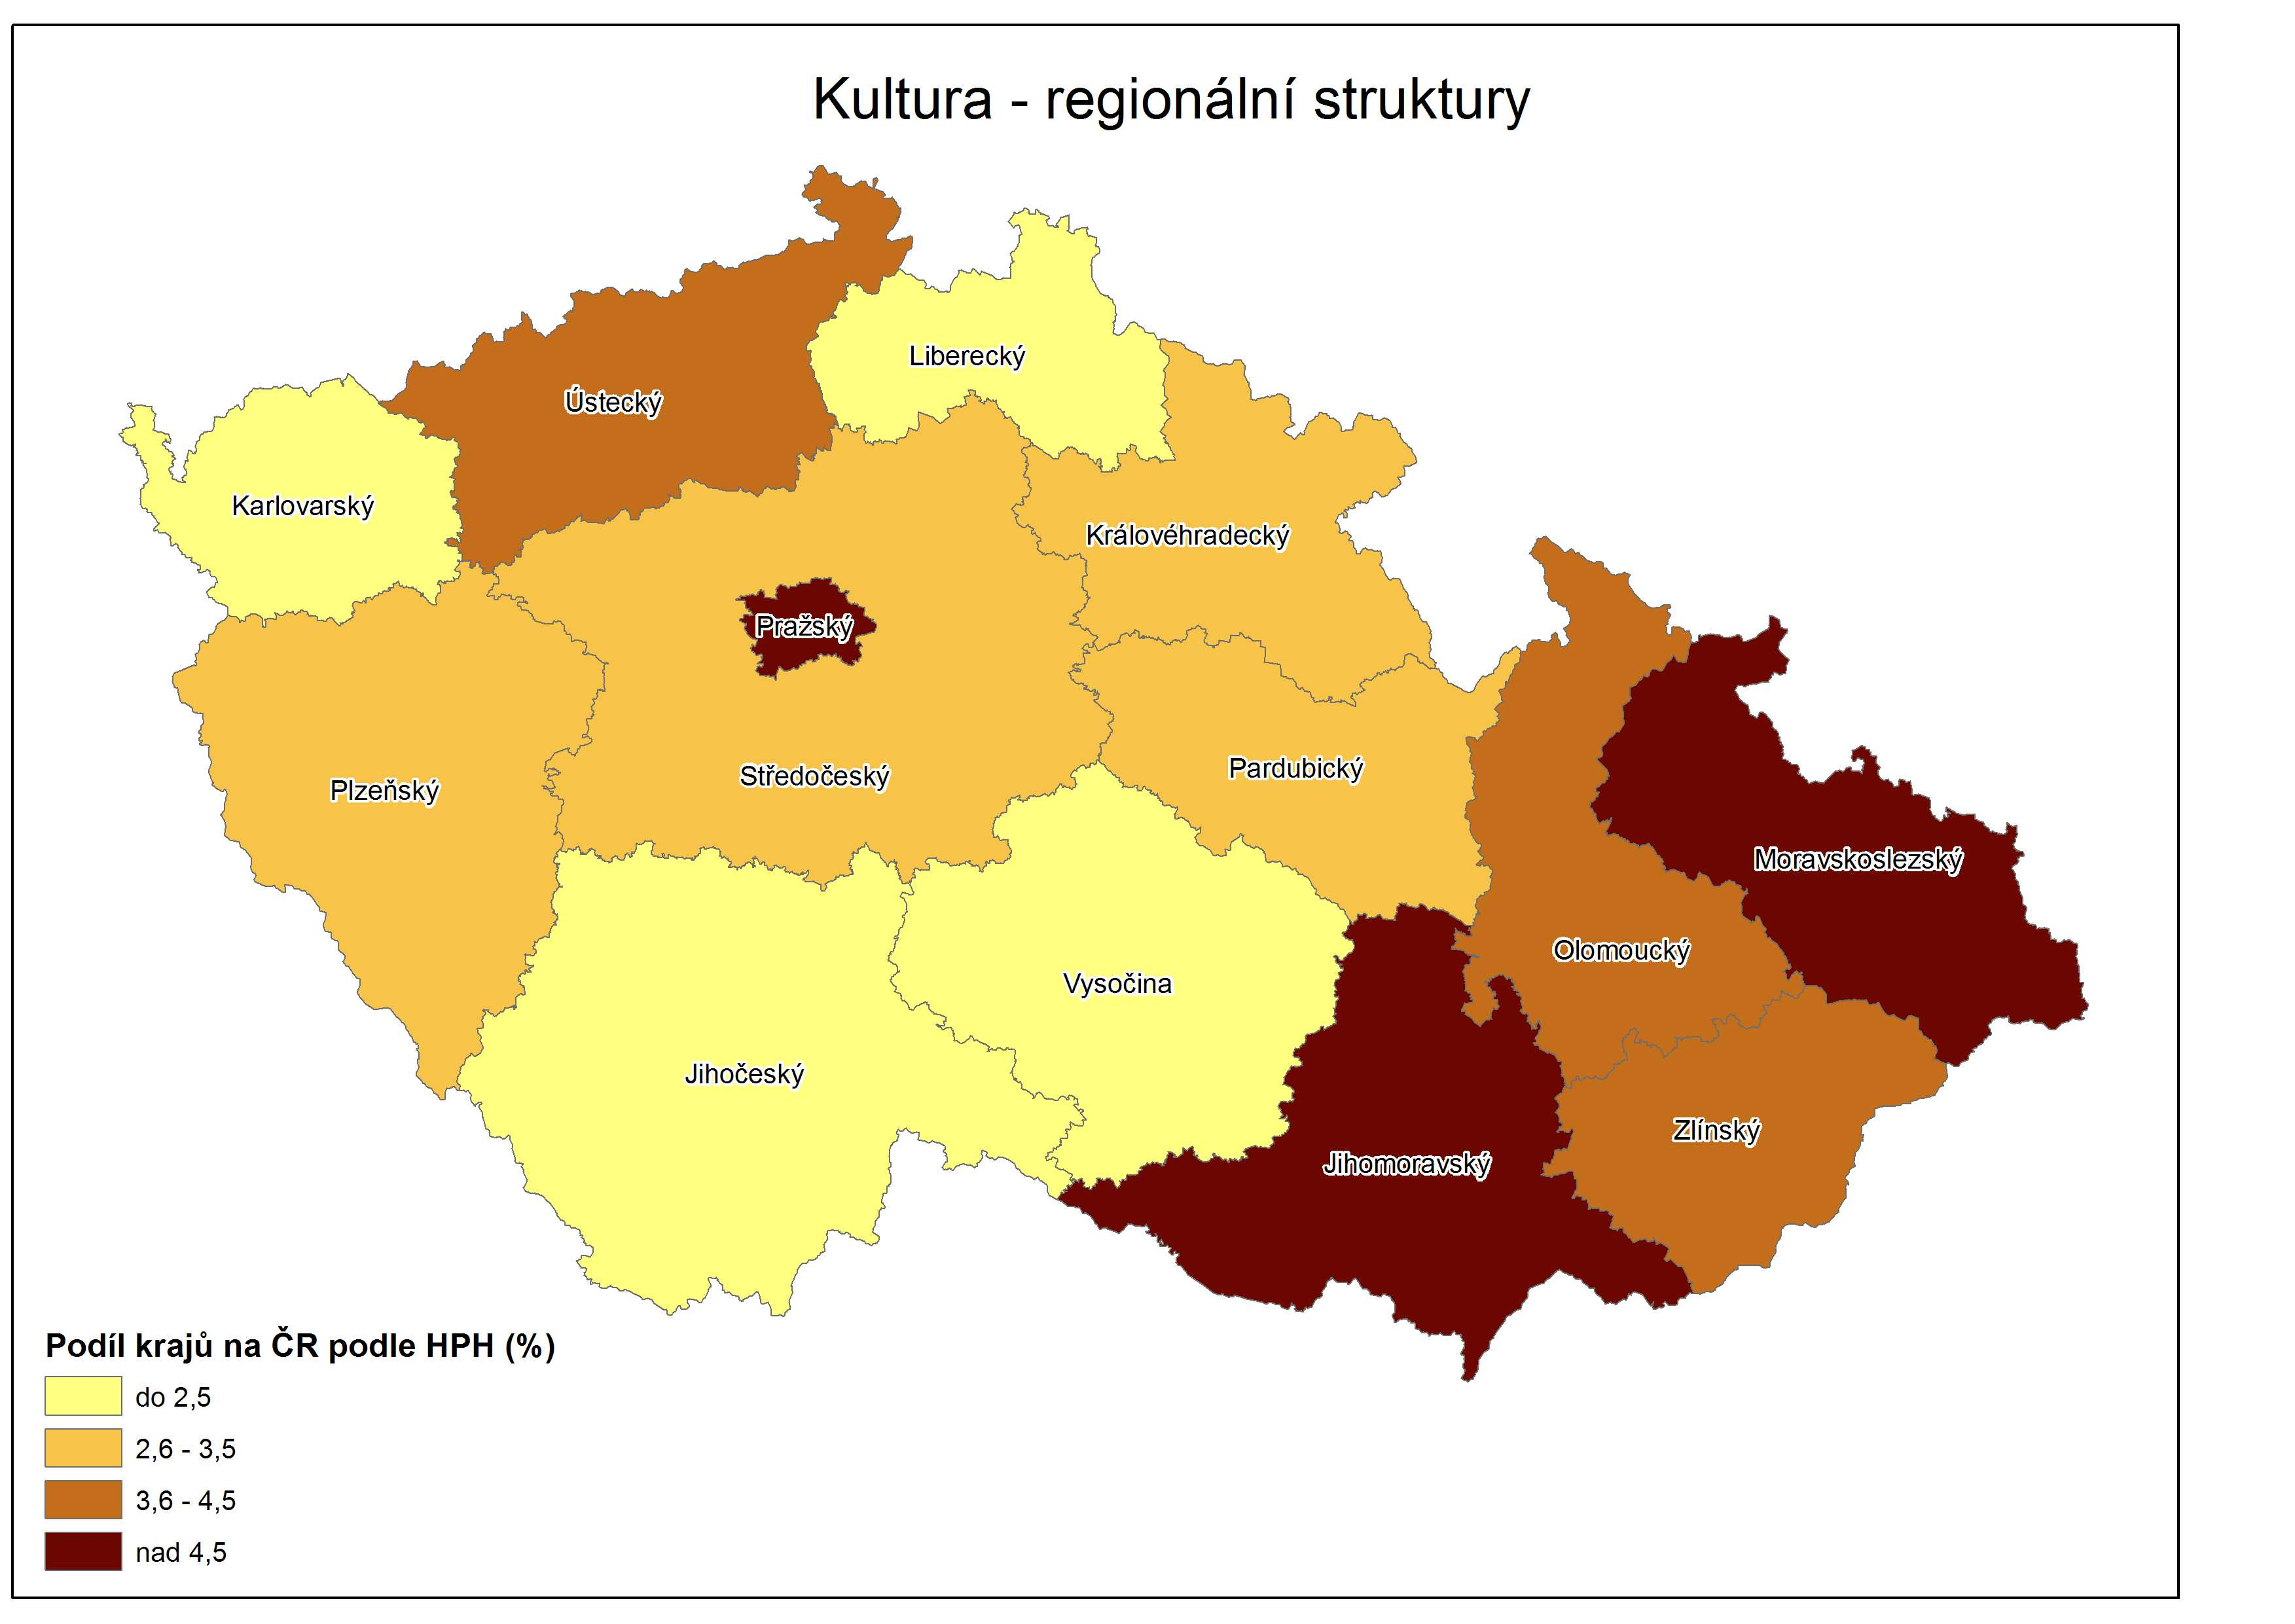 Kultura - regionální struktury
Liberecký
Ústecký
Karlovarský
Královéhradecký
Pražský
Pardubický
Středočeský
Plzeňský
Moravskoslezský
Olomoucký
Vysočina
Jihočeský
Zlínský
Jihomoravský
Podíl krajů na ČR podle HPH (%)
do 2,5
2,6 - 3,5
3,6 - 4,5
nad 4,5